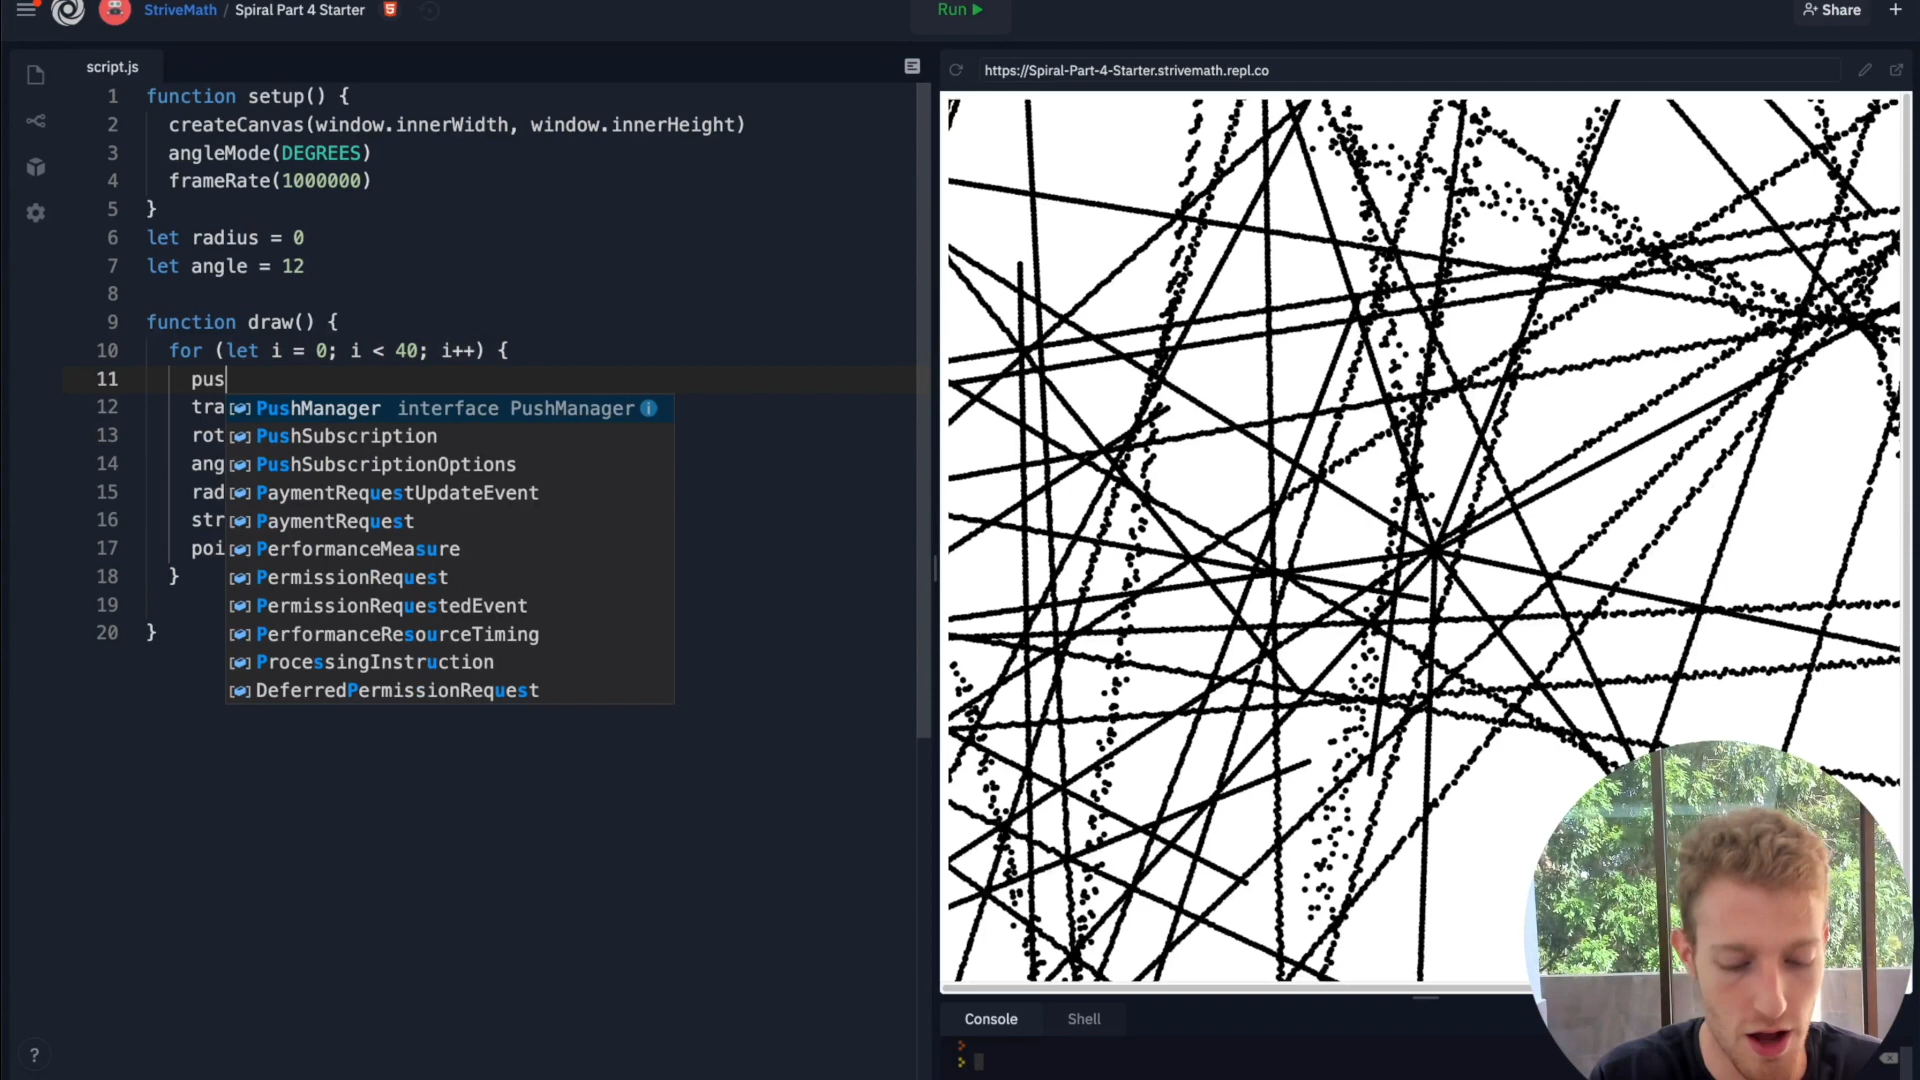 StriveMath / Spiral Part 4 Starter
Run
Share
script.js
https://Spiral-Part-4-Starter.strivemath.repl.co
1 function setup() {
2 createCanvas(window.innerWidth, window.innerHeight)
3 angleMode(DEGREES)
4 frameRate(1000000)
5 }
6 let radius = 0
7 let angle = 12
8
9 function draw() {
10 for (let i = 0; i < 40; i++) {
11 pus
12 tra PushManager interface PushManager
13 rot PushSubscription
14 ang PushSubscriptionOptions
15 rad PaymentRequestUpdateEvent
16 str PaymentRequest
17 poi PerformanceMeasure
18 } PermissionRequest
19 PermissionRequestedEvent
20 } PerformanceResourceTiming
ProcessingInstruction
DeferredPermissionRequest
Console Shell
?